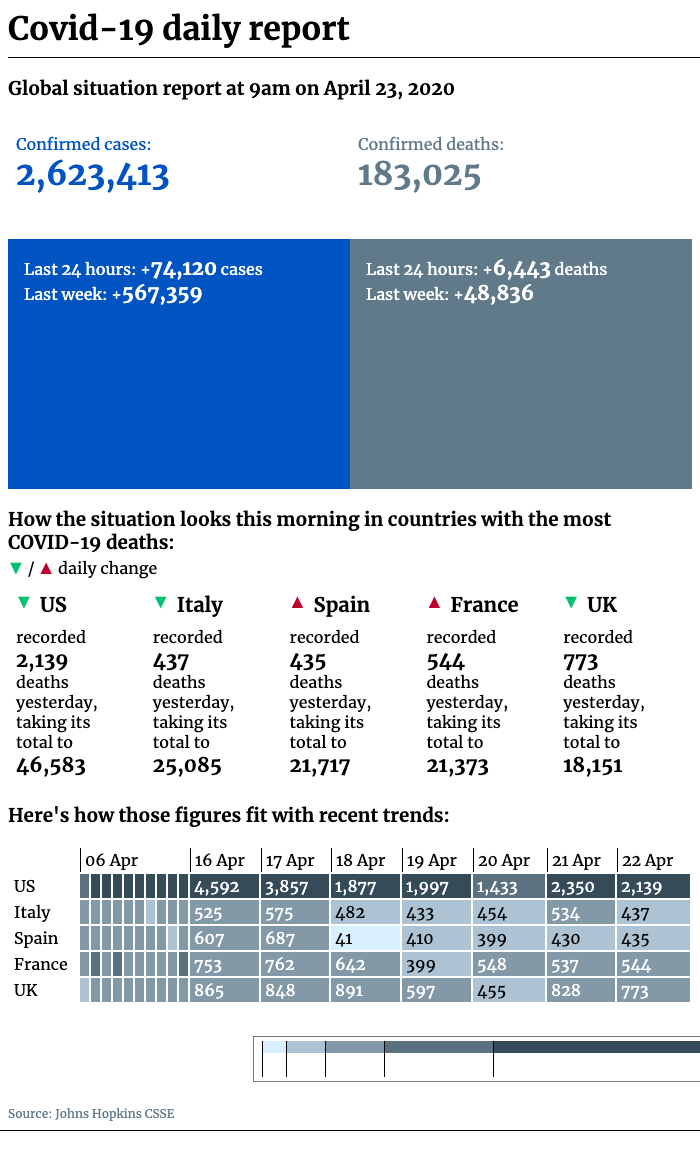 Covid-19 daily report
Global situation report at 9am on April 23, 2020
Confirmed cases:
2,623,413
Confirmed deaths:
183,025
Last 24 hours: +74,120 cases
Last week: +567,359
Last 24 hours: +6,443 deaths
Last week: +48,836
How the situation looks this morning in countries with the most
COVID-19 deaths:
▼ / ▲ daily change
▼ US
recorded
2,139
deaths
yesterday,
taking its
total to
46,583
▼ Italy
recorded
437
deaths
yesterday,
taking its
total to
25,085
▲ Spain
recorded
435
deaths
yesterday,
taking its
total to
21,717
▲ France
recorded
544
deaths
yesterday,
taking its
total to
21,373
▼ UK
recorded
773
deaths
yesterday,
taking its
total to
18,151
Here's how those figures fit with recent trends:
06 Apr 16 Apr 17 Apr 18 Apr 19 Apr 20 Apr 21 Apr 22 Apr
US 4,592 3,857 1,877 1,997 1,433 2,350 2,139
Italy 525 575 482 433 454 534 437
Spain 607 687 41 410 399 430 435
France 753 762 642 399 548 537 544
UK 865 848 891 597 455 828 773
Source: Johns Hopkins CSSE